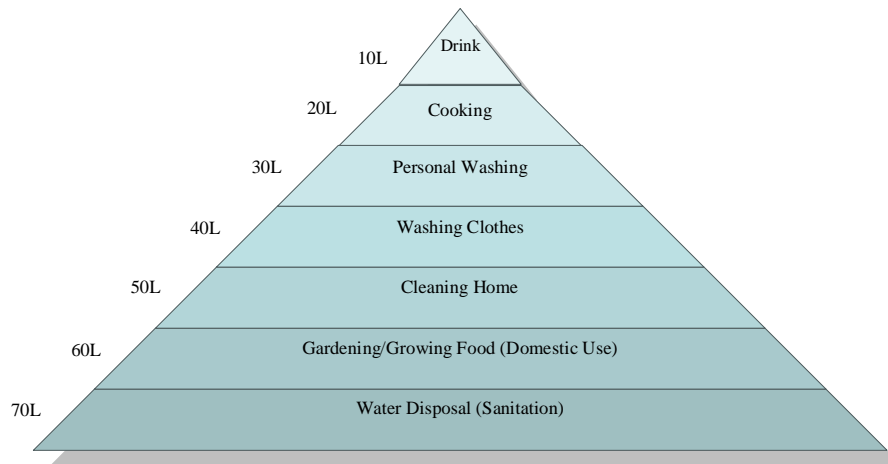 Drink
10L
20L
Cooking
30L
Personal Washing
40L
Washing Clothes
50L
Cleaning Home
60L
Gardening/Growing Food (Domestic Use)
70L
Water Disposal (Sanitation)